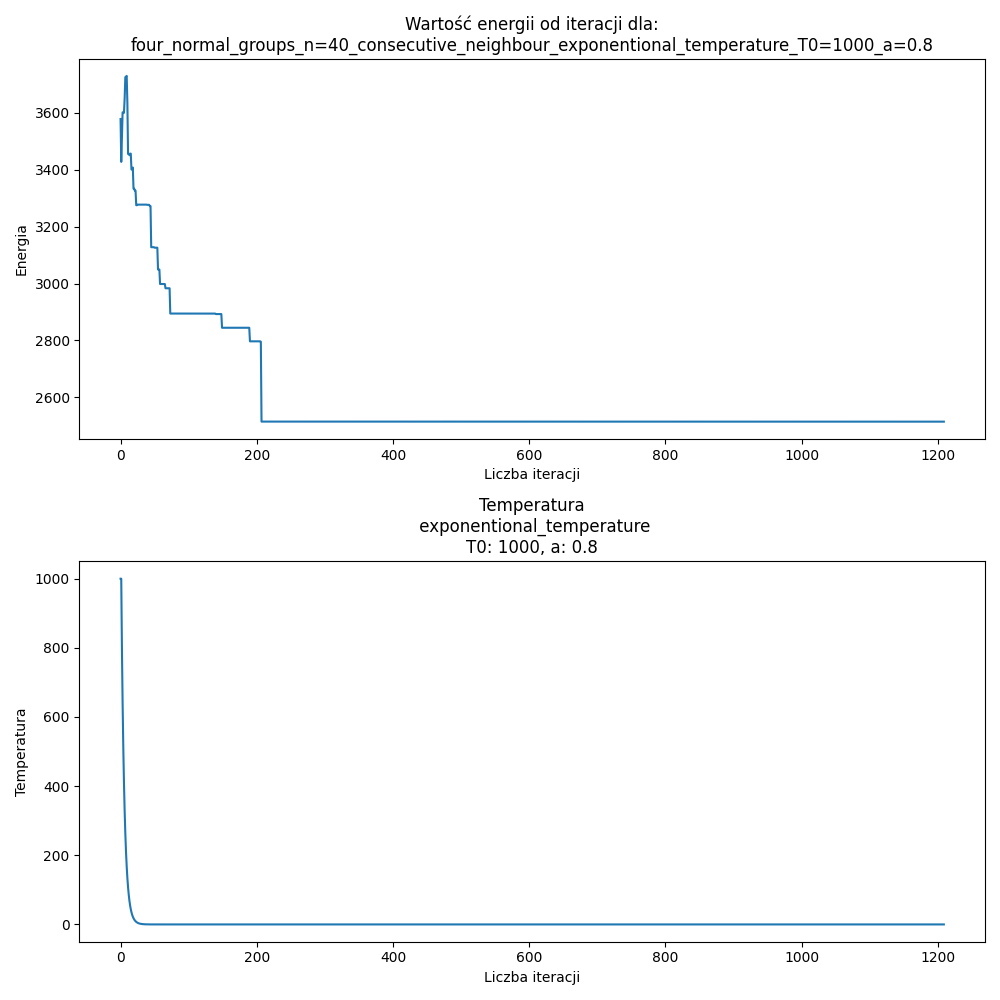 Wartość energii od iteracji dla:
four_normal_groups_n=40_consecutive_neighbour_exponentional_temperature_T0=1000_a=0.8
3600
3400
3200
3000
2800
2600
Energia
0 200 400 600 800 1000 1200
Liczba iteracji
Temperatura
exponentional_temperature
T0: 1000, a: 0.8
1000
800
600
400
200
0
Temperatura
0 200 400 600 800 1000 1200
Liczba iteracji